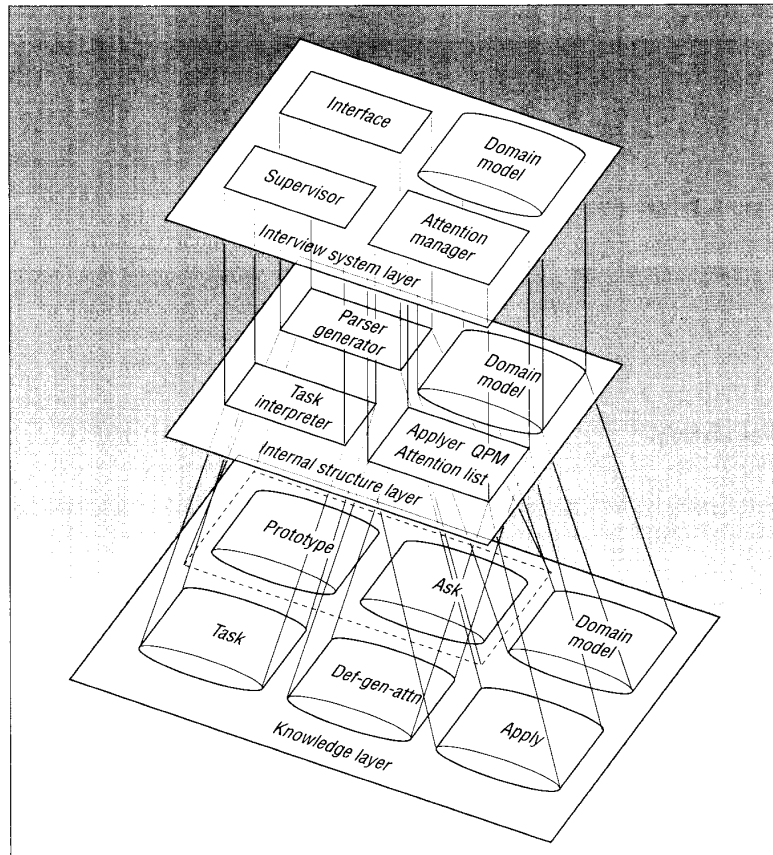 Interface
Domain
model
Supervisor
Attention
manager
Interview system layer
Parser
generator
Domain
model
Task
interpreter
Applyer QPM
Attention list
Internal structure layer
Prototype
Ask
Domain
model
Task
Def-gen-attn
Apply
Knowledge layer